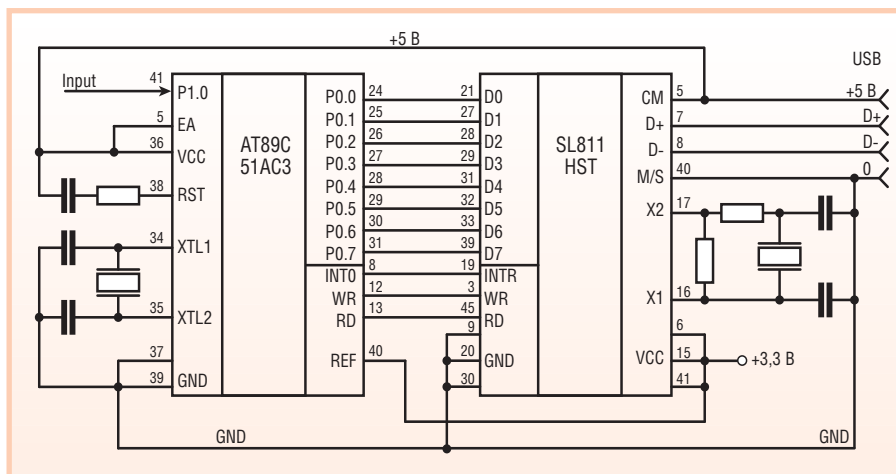 +5 В
USB
Input
41
P1.0
5
EA
36
VCC
38
RST
34
XTL1
35
XTL2
37
39
GND
AT89C
51AC3
P0.0
24
P0.1
25
P0.2
26
P0.3
27
P0.4
28
P0.5
29
P0.6
30
P0.7
31
INT0
8
WR
12
RD
13
REF
40
21
D0
27
D1
28
D2
29
D3
31
D4
32
D5
33
D6
39
D7
19
INTR
3
WR
45
RD
9
20
GND
30
SL811
HST
CM
5
+5 В
D+
7
D+
D-
8
D-
M/S
40
0
X2
17
X1
16
6
VCC
15
+3,3 В
41
GND
GND